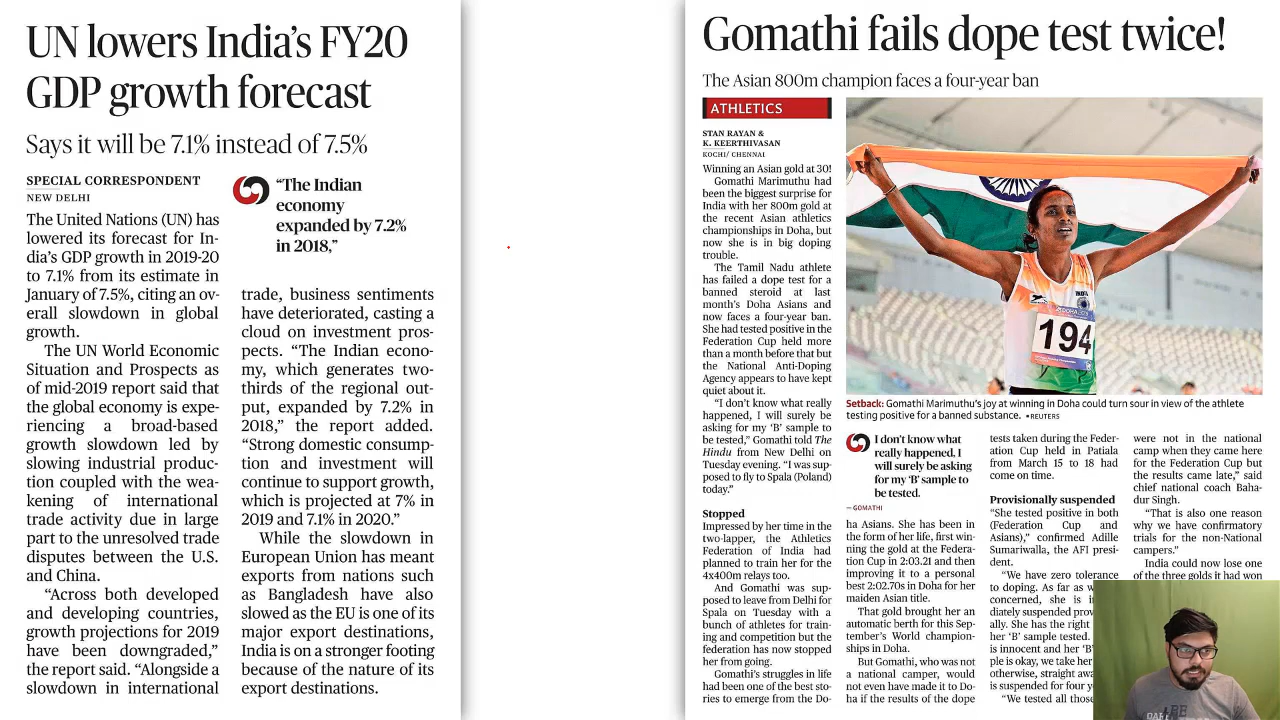 UN lowers India's FY20
GDP growth forecast
Says it will be 7.1% instead of 7.5%
SPECIAL CORRESPONDENT
NEW DELHI
The United Nations (UN) has
lowered its forecast for In-
dia's GDP growth in 2019-20
to 7.1% from its estimate in
January of 7.5%, citing an ov-
erall slowdown in global
growth.
The UN World Economic
Situation and Prospects as
of mid-2019 report said that
the global economy is expe-
riencing a broad-based
growth slowdown led by
slowing industrial produc-
tion coupled with the wea-
kening of international
trade activity due in large
part to the unresolved trade
disputes between the U.S.
and China.
"Across both developed
and developing countries,
growth projections for 2019
have been downgraded,"
the report said. "Alongside a
slowdown in international
"The Indian
economy
expanded by 7.2%
in 2018,"
trade, business sentiments
have deteriorated, casting a
cloud on investment pros-
pects. "The Indian econo-
my, which generates two-
thirds of the regional out-
put, expanded by 7.2% in
2018," the report added.
"Strong domestic consump-
tion and investment will
continue to support growth,
which is projected at 7% in
2019 and 7.1% in 2020."
While the slowdown in
European Union has meant
exports from nations such
as Bangladesh have also
slowed as the EU is one of its
major export destinations,
India is on a stronger footing
because of the nature of its
export destinations.
Gomathi fails dope test twice!
The Asian 800m champion faces a four-year ban
ATHLETICS
STAN RAYAN &
K. KEERTHIVASAN
KOCHI/ CHENNAI
Winning an Asian gold at 30!
Gomathi Marimuthu had
been the biggest surprise for
India with her 800m gold at
the recent Asian athletics
championships in Doha, but
now she is in big doping
trouble.
The Tamil Nadu athlete
has failed a dope test for a
banned steroid at last
month's Doha Asians and
now faces a four-year ban.
She had tested positive in the
Federation Cup held more
than a month before that but
the National Anti-Doping
Agency appears to have kept
quiet about it.
"I don't know what really
happened, I will surely be
asking for my 'B' sample to
be tested," Gomathi told The
Hindu from New Delhi on
Tuesday evening. "I was sup-
posed to fly to Spala (Poland)
today."
Stopped
Impressed by her time in the
two-lapper, the Athletics
Federation of India had
planned to train her for the
4x400m relays too.
And Gomathi was sup-
posed to leave from Delhi for
Spala on Tuesday with a
bunch of athletes for train-
ing and competition but the
federation has now stopped
her from going.
Gomathi's struggles in life
had been one of the best sto-
ries to emerge from the Do-
INDIA
DOHA 2019
194
Setback: Gomathi Marimuthu's joy at winning in Doha could turn sour in view of the athlete
testing positive for a banned substance. •REUTERS
I don't know what
really happened, I
will surely be asking
for my 'B' sample to
be tested.
— GOMATHI
ha Asians. She has been in
the form of her life, first win-
ning the gold at the Federa-
tion Cup in 2:03.21 and then
improving it to a personal
best 2:02.70s in Doha for her
maiden Asian title.
That gold brought her an
automatic berth for this Sep-
tember's World champion-
ships in Doha.
But Gomathi, who was not
a national camper, would
not even have made it to Do-
ha if the results of the dope
tests taken during the Feder-
ation Cup held in Patiala
from March 15 to 18 had
come on time.
Provisionally suspended
"She tested positive in both
(Federation Cup and
Asians)," confirmed Adille
Sumariwalla, the AFI presi-
dent.
"We have zero tolerance
to doping. As far as
concerned, she is
diately suspended
ally. She has the right
her 'B' sample tested.
is innocent and her 'B'
ple is okay, we take her
otherwise, straight
is suspended for four
"We tested all those
were not in the national
camp when they came here
for the Federation Cup but
the results came late," said
chief national coach Baha-
dur Singh.
"That is also one reason
why we have confirmatory
trials for the non-National
campers."
India could now lose one
of the three golds it had won